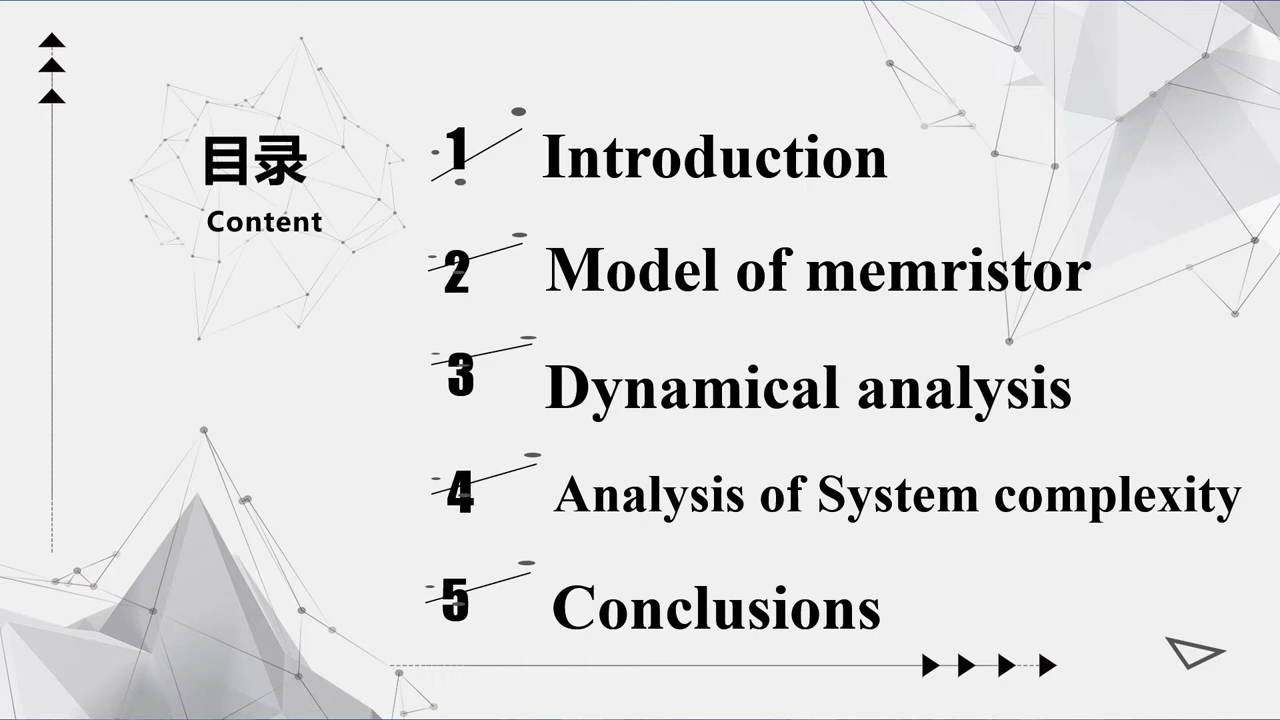 目录
Content
1 Introduction
2 Model of memristor
3 Dynamical analysis
4 Analysis of System complexity
5 Conclusions